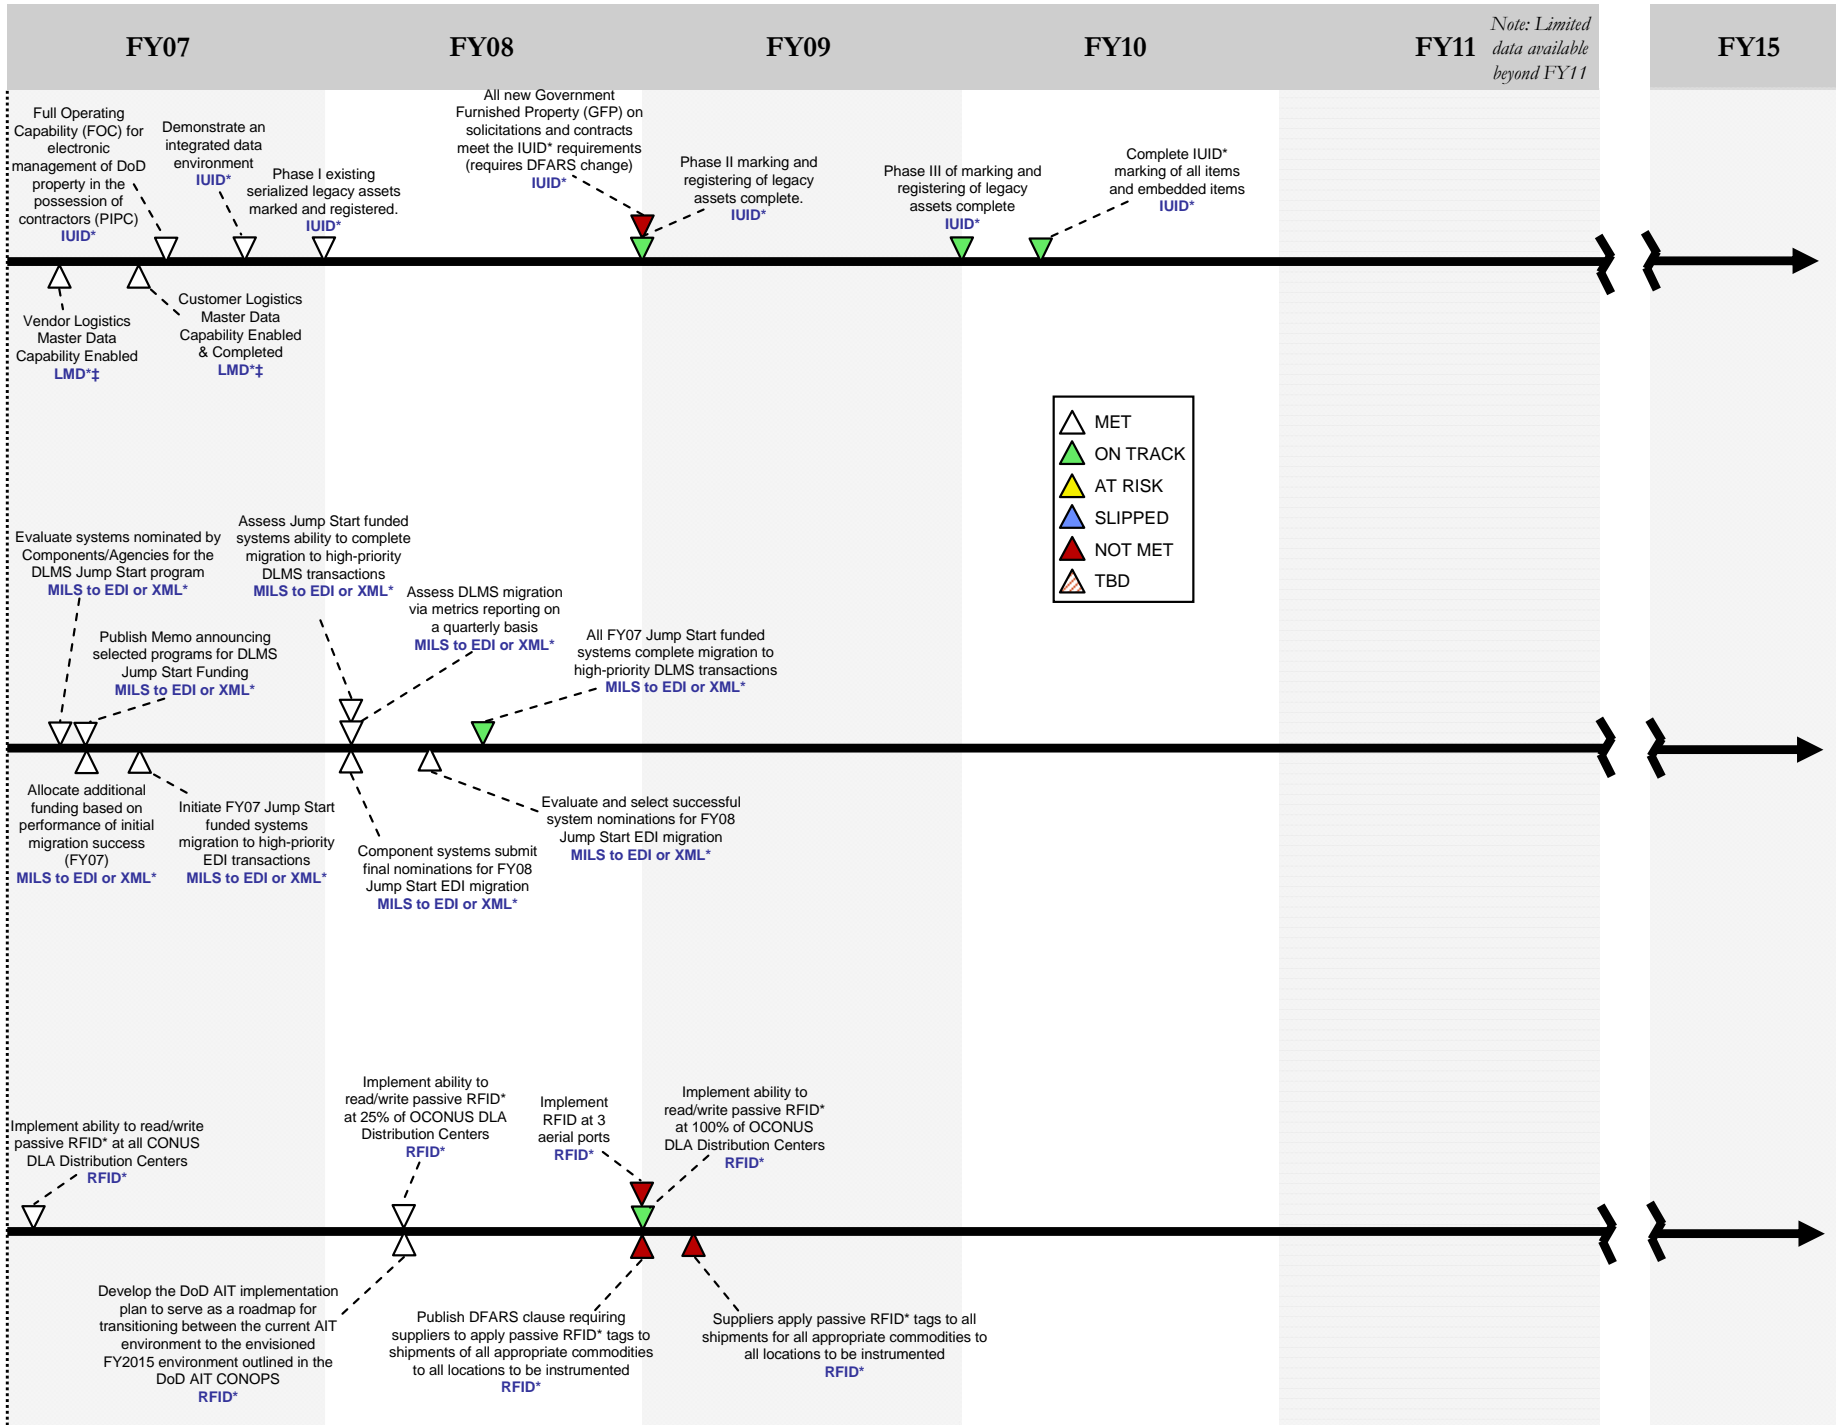 FY07
FY08
FY09
FY10
FY11
Note: Limited
data available
beyond FY11
FY15
Full Operating
Capability (FOC) for
electronic
management of DoD
property in the
possession of
contractors (PIPC)
IUID*
Demonstrate an
integrated data
environment
IUID*
Phase I existing
serialized legacy assets
marked and registered.
IUID*
All new Government
Furnished Property (GFP) on
solicitations and contracts
meet the IUID* requirements
(requires DFARS change)
IUID*
Phase II marking and
registering of legacy
assets complete.
IUID*
Phase III of marking and
registering of legacy
assets complete
IUID*
Complete IUID*
marking of all items
and embedded items
IUID*
Vendor Logistics
Master Data
Capability Enabled
LMD*‡
Customer Logistics
Master Data
Capability Enabled
& Completed
LMD*‡
MET
ON TRACK
AT RISK
SLIPPED
NOT MET
TBD
Evaluate systems nominated by
Components/Agencies for the
DLMS Jump Start program
MILS to EDI or XML*
Publish Memo announcing
selected programs for DLMS
Jump Start Funding
MILS to EDI or XML*
Assess Jump Start funded
systems ability to complete
migration to high-priority
DLMS transactions
MILS to EDI or XML*
Assess DLMS migration
via metrics reporting on
a quarterly basis
MILS to EDI or XML*
All FY07 Jump Start funded
systems complete migration to
high-priority DLMS transactions
MILS to EDI or XML*
Allocate additional
funding based on
performance of initial
migration success
(FY07)
MILS to EDI or XML*
Initiate FY07 Jump Start
funded systems
migration to high-priority
EDI transactions
MILS to EDI or XML*
Component systems submit
final nominations for FY08
Jump Start EDI migration
MILS to EDI or XML*
Evaluate and select successful
system nominations for FY08
Jump Start EDI migration
MILS to EDI or XML*
Implement ability to read/write
passive RFID* at all CONUS
DLA Distribution Centers
RFID*
Implement ability to
read/write passive RFID*
at 25% of OCONUS DLA
Distribution Centers
RFID*
Implement
RFID at 3
aerial ports
RFID*
Implement ability to
read/write passive RFID*
at 100% of OCONUS
DLA Distribution Centers
RFID*
Develop the DoD AIT implementation
plan to serve as a roadmap for
transitioning between the current AIT
environment to the envisioned
FY2015 environment outlined in the
DoD AIT CONOPS
RFID*
Publish DFARS clause requiring
suppliers to apply passive RFID* tags to
shipments of all appropriate commodities
to all locations to be instrumented
RFID*
Suppliers apply passive RFID* tags to all
shipments for all appropriate commodities to
all locations to be instrumented
RFID*